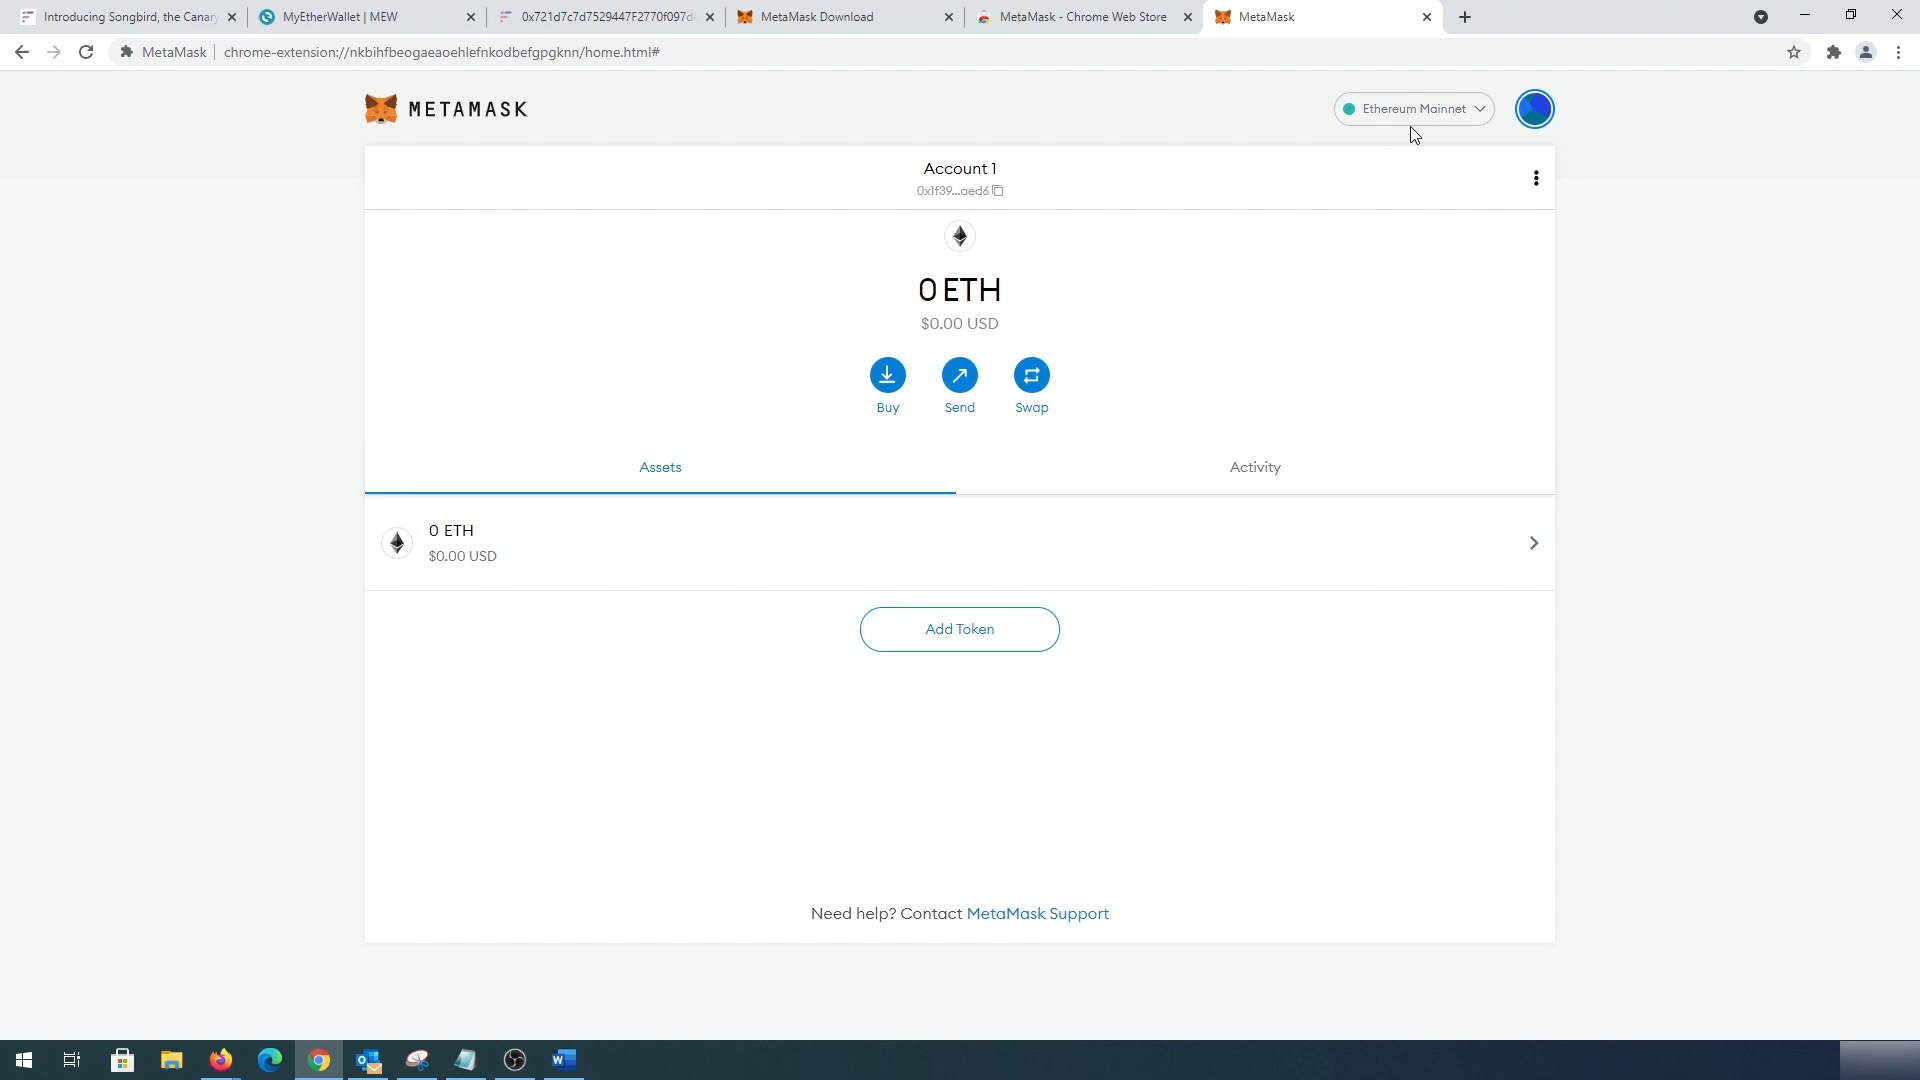 Introducing Songbird, the Canary
MyEtherWallet | MEW
MetaMask Download
MetaMask - Chrome Web Store
MetaMask
MetaMask
chrome-extension://nkbihfbeogaeaoehlefnkodbefgpgknn/home.html#
METAMASK
Ethereum Mainnet
Account 1
0x1f39...aed6
0 ETH
$0.00 USD
Buy
Send
Swap
Assets
Activity
0 ETH
$0.00 USD
Add Token
Need help? Contact MetaMask Support